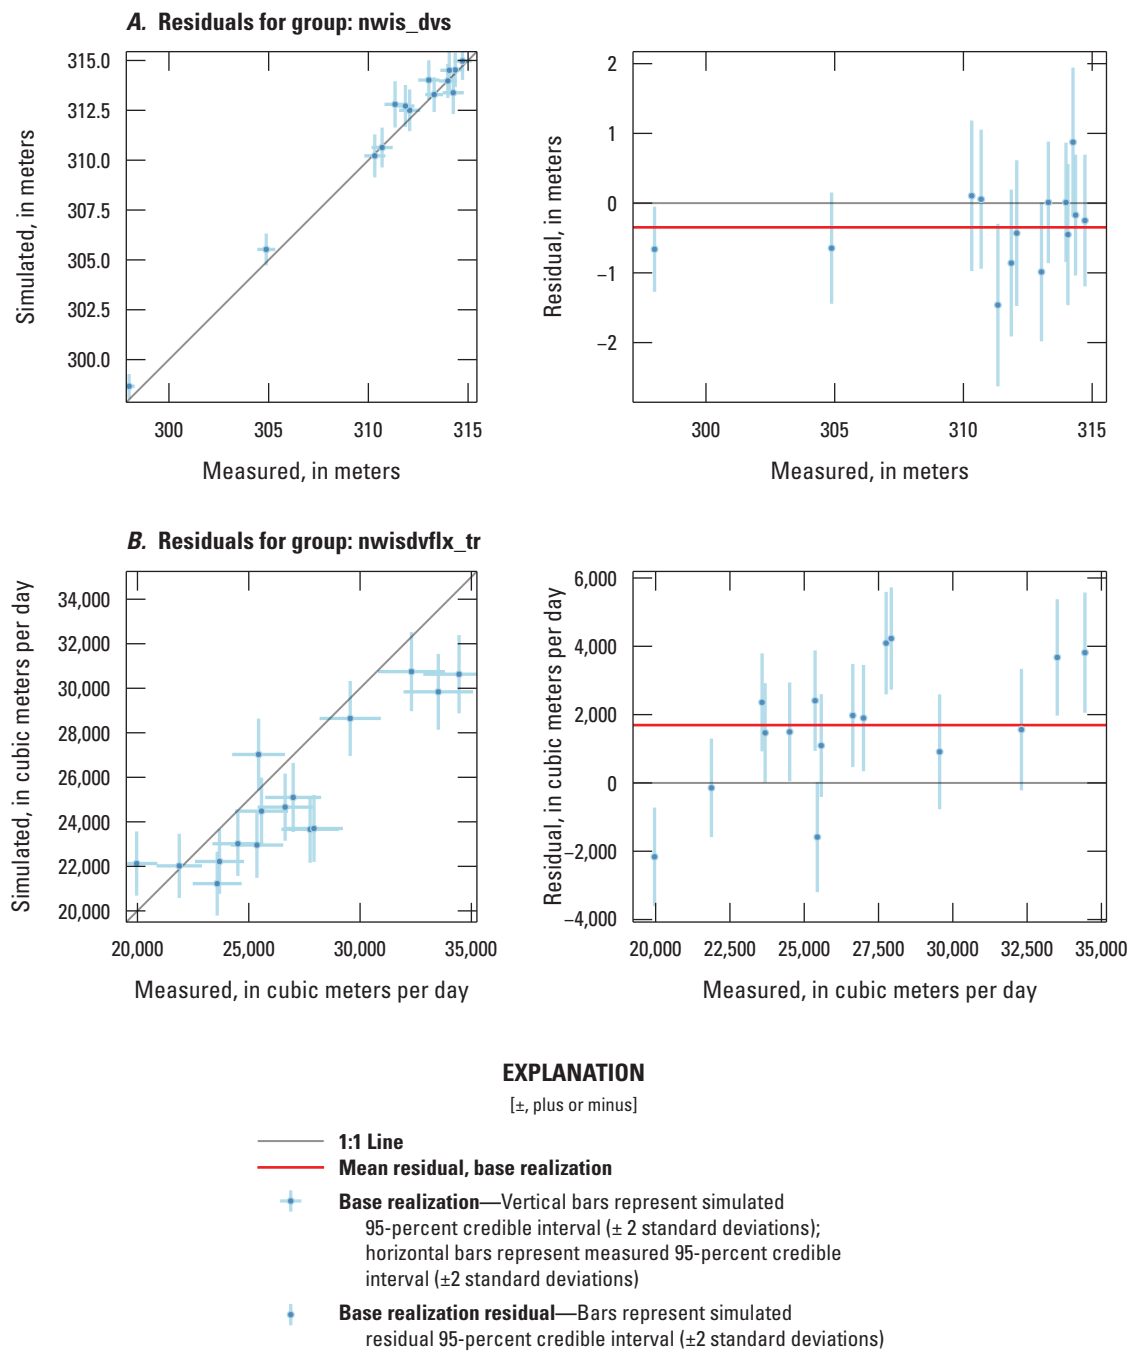 A. Residuals for group: nwis_dvs
315.0
312.5
310.0
307.5
305.0
302.5
300.0
Simulated, in meters
300
305
310
315
Measured, in meters
2
1
0
−1
−2
Residual, in meters
300
305
310
315
Measured, in meters
B. Residuals for group: nwisdvflx_tr
34,000
32,000
30,000
28,000
26,000
24,000
22,000
20,000
Simulated, in cubic meters per day
20,000
25,000
30,000
35,000
Measured, in cubic meters per day
6,000
4,000
2,000
0
−2,000
−4,000
Residual, in cubic meters per day
20,000
22,500
25,000
27,500
30,000
32,500
35,000
Measured, in cubic meters per day
EXPLANATION
[±, plus or minus]
1:1 Line
Mean residual, base realization
Base realization—Vertical bars represent simulated
95-percent credible interval (± 2 standard deviations);
horizontal bars represent measured 95-percent credible
interval (±2 standard deviations)
Base realization residual—Bars represent simulated
residual 95-percent credible interval (±2 standard deviations)